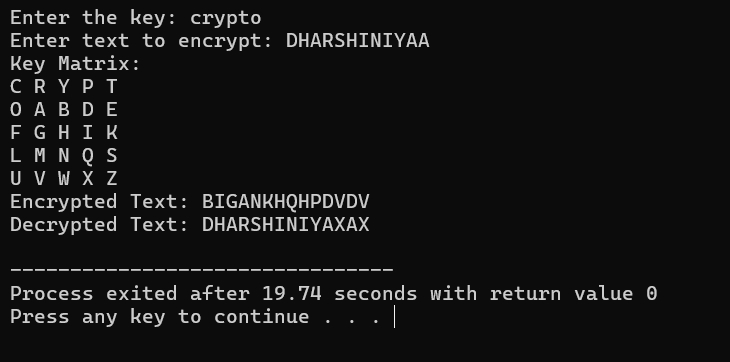 Enter the key: crypto
Enter text to encrypt: DHARSHINIYAA
Key Matrix:
C R Y P T
O A B D E
F G H I K
L M N Q S
U V W X Z
Encrypted Text: BIGANKHQHPDVDV
Decrypted Text: DHARSHINIYAXAX
--------------------------------
Process exited after 19.74 seconds with return value 0
Press any key to continue . . .